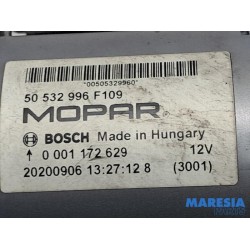 *00505329960*
50 532 996 F109
MOPAR
BOSCH Made in Hungary
↑ 0 001 172 629 12V
20200906 13:27:12 8 (3001)
MARESIA
PARTS